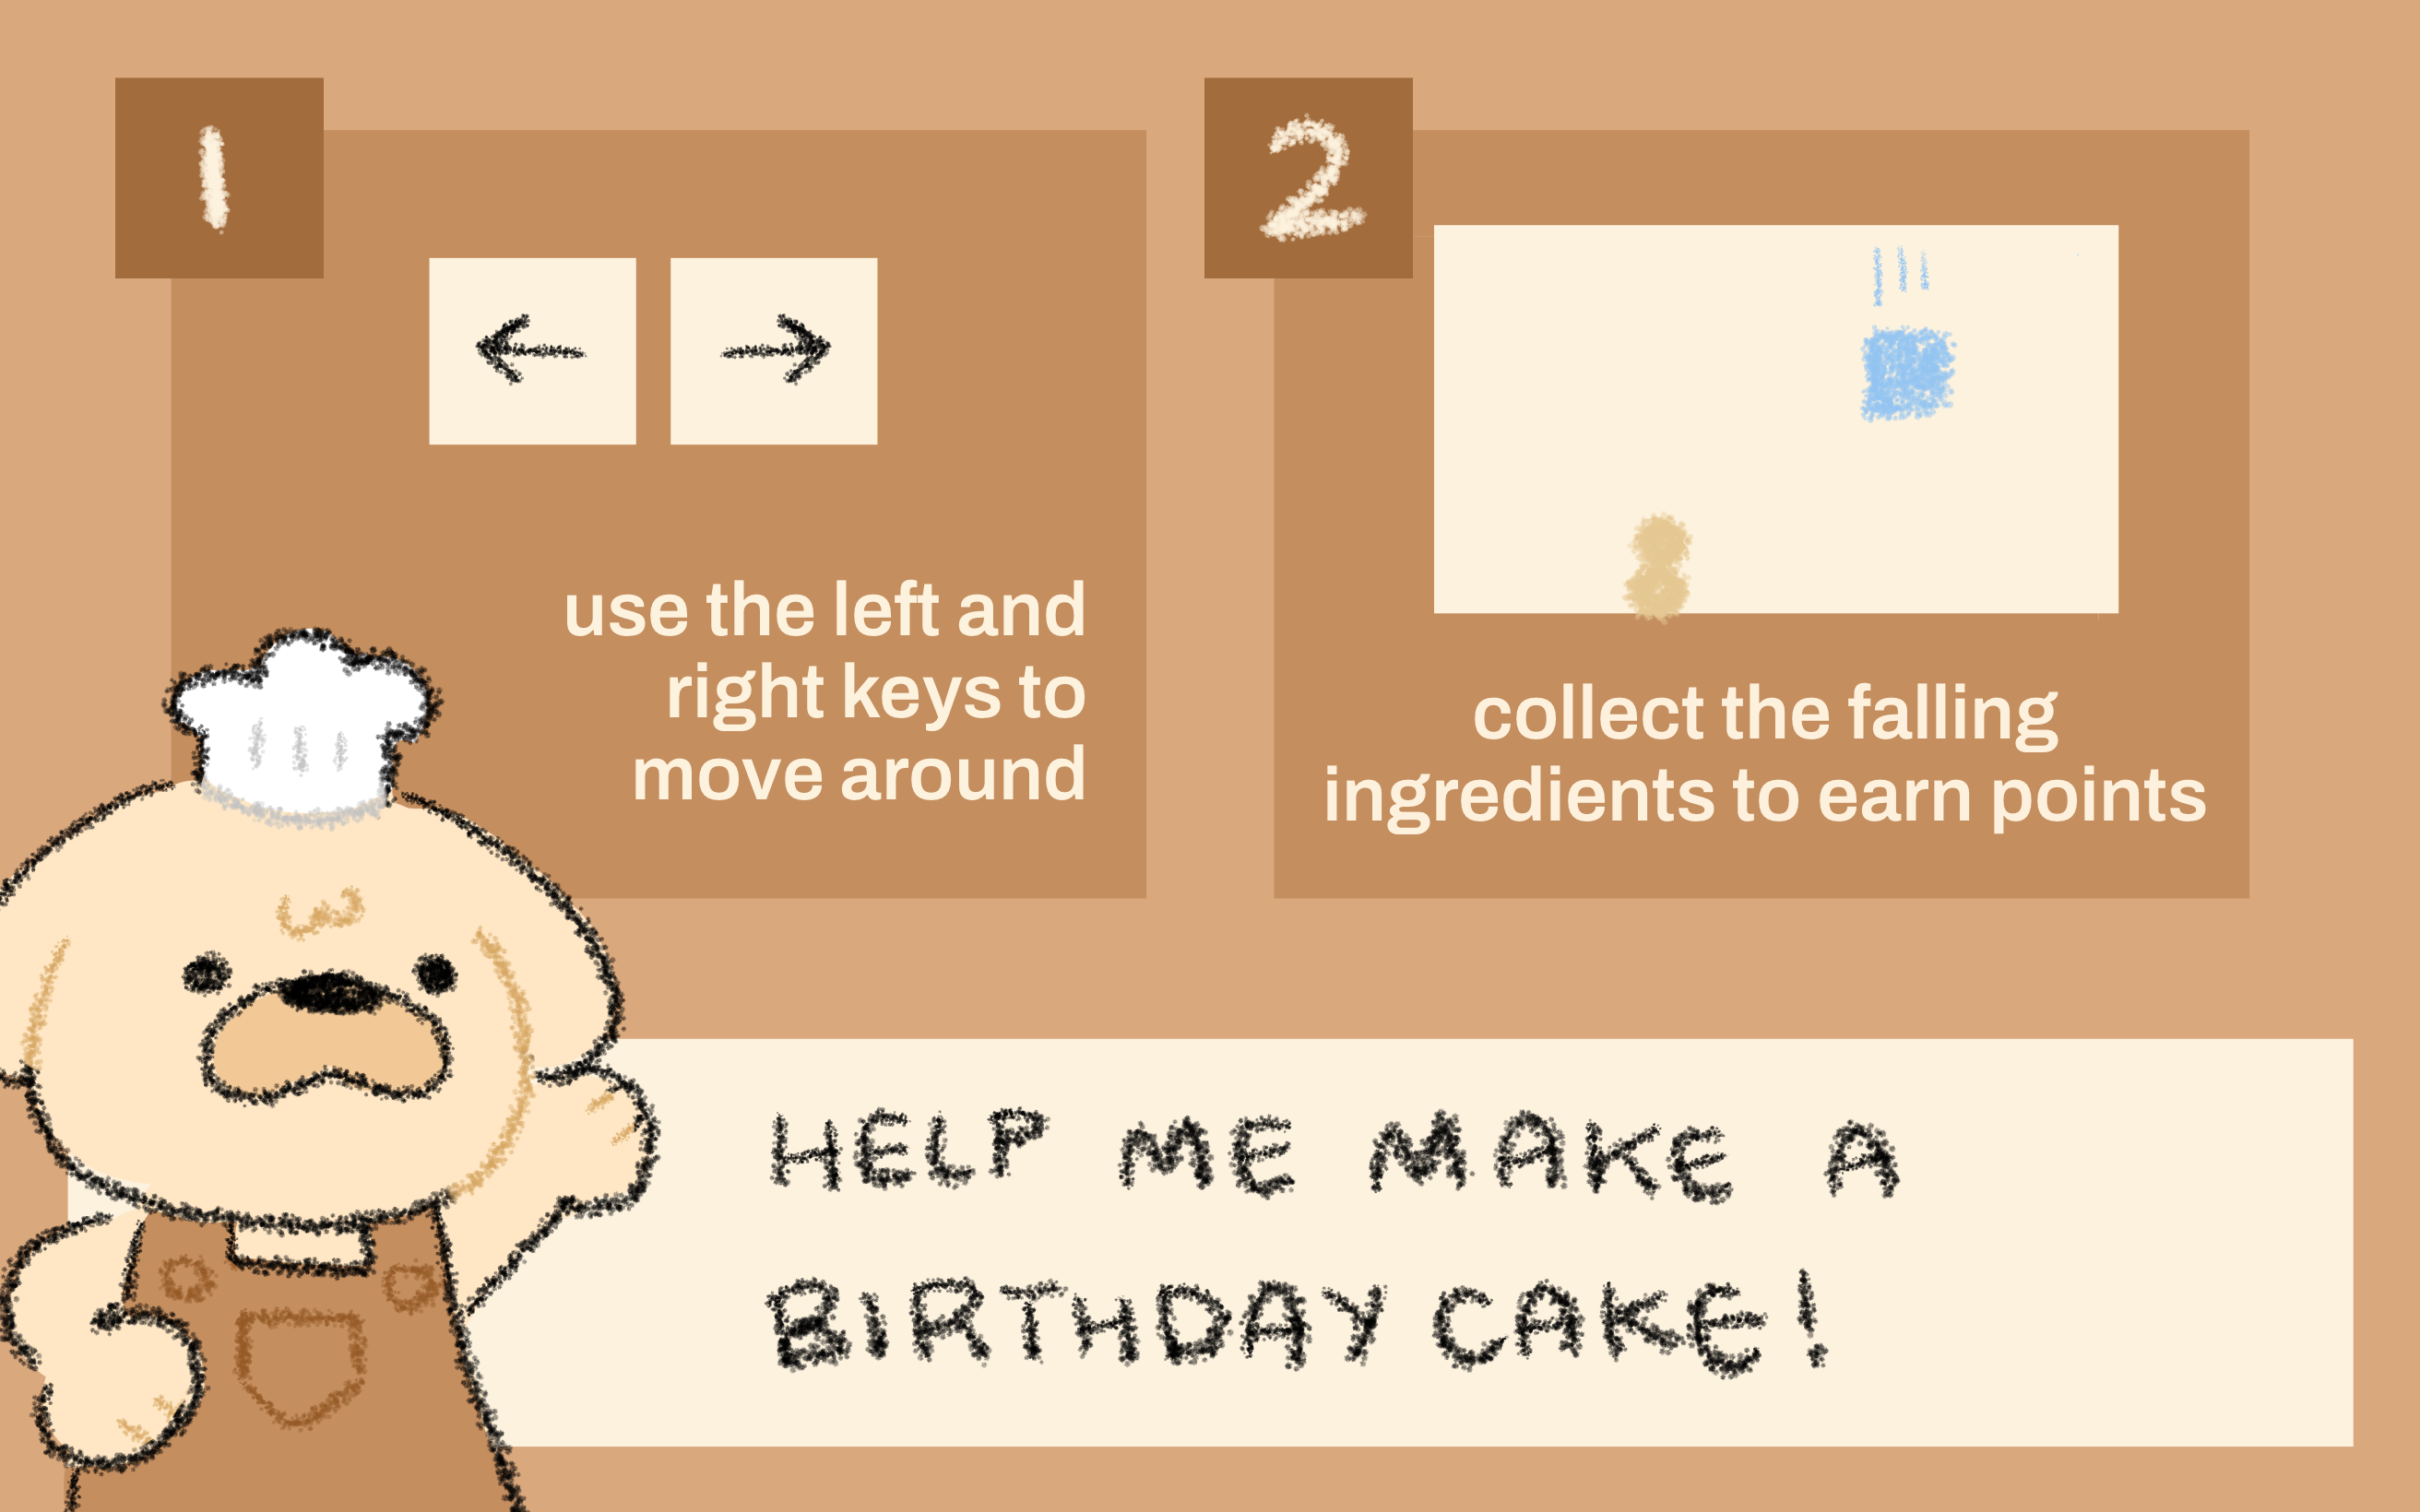 1
use the left and
right keys to
move around
2
collect the falling
ingredients to earn points
HELP ME MAKE A
BIRTHDAY CAKE!